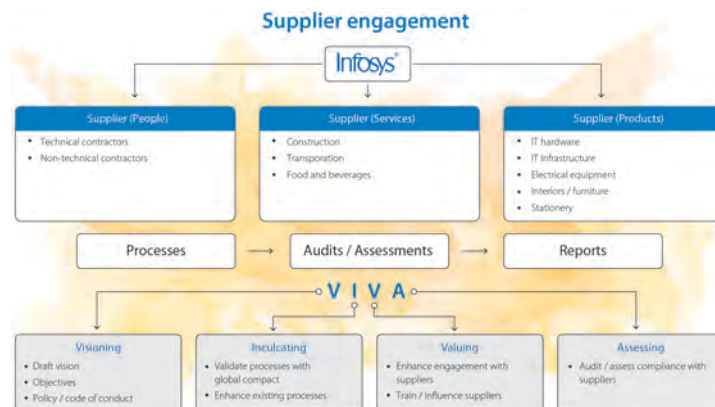 Supplier engagement
Infosys®
Supplier (People)
• Technical contractors
• Non-technical contractors
Supplier (Services)
• Construction
• Transporation
• Food and beverages
Supplier (Products)
• IT hardware
• IT Infrastructure
• Electrical equipment
• Interiors / furniture
• Stationery
Processes
Audits / Assessments
Reports
V I V A
Visioning
• Draft vision
• Objectives
• Policy / code of conduct
Inculcating
• Validate processes with
global compact
• Enhance existing processes
Valuing
• Enhance engagement with
suppliers
• Train / influence suppliers
Assessing
• Audit / assess compliance with
suppliers